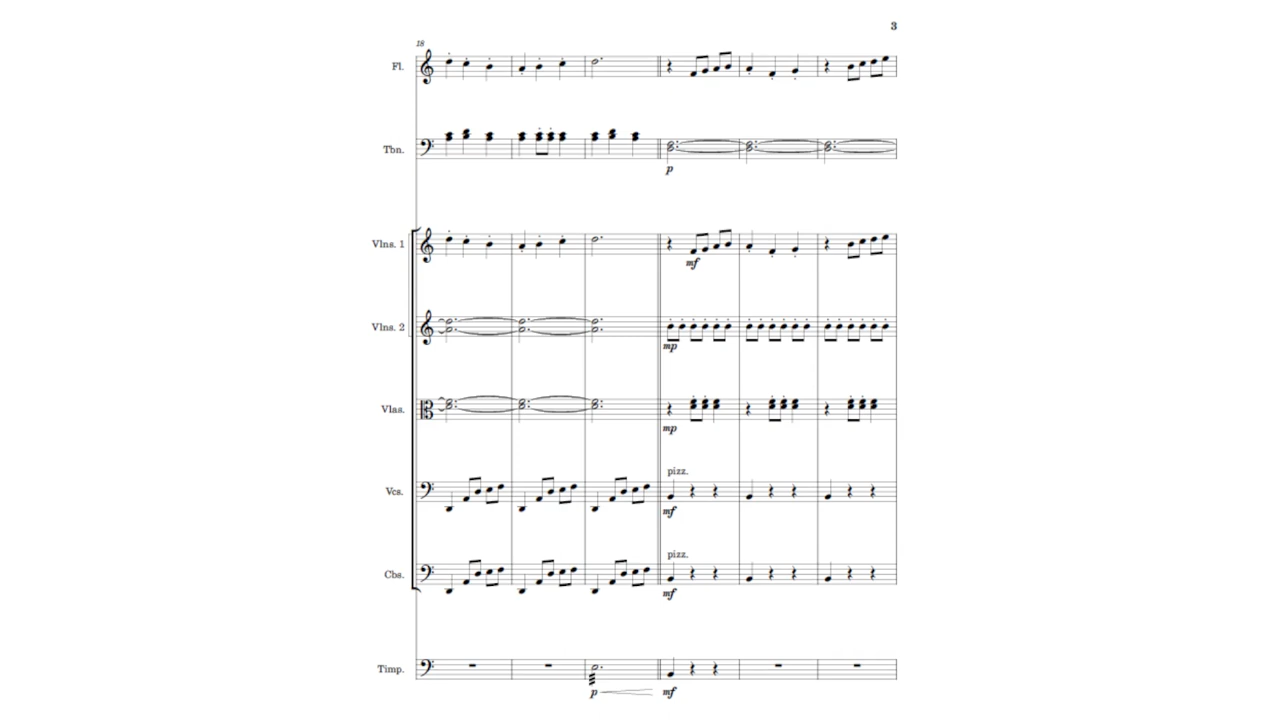 3
18
Fl.
Tbn.
p
Vlns. 1
mf
Vlns. 2
mp
Vlas.
mp
pizz.
Vcs.
mf
pizz.
Cbs.
mf
Timp.
p mf